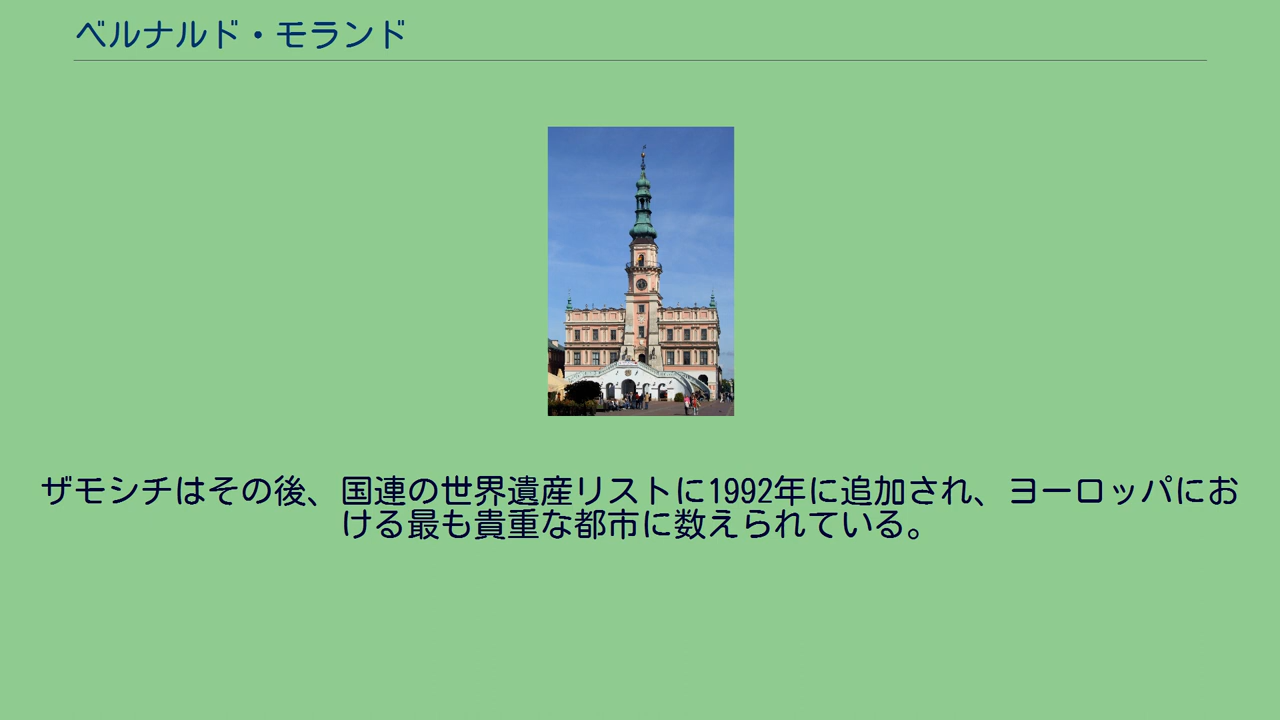 ベルナルド・モランド
ザモシチはその後、国連の世界遺産リストに1992年に追加され、ヨーロッパにお
ける最も貴重な都市に数えられている。